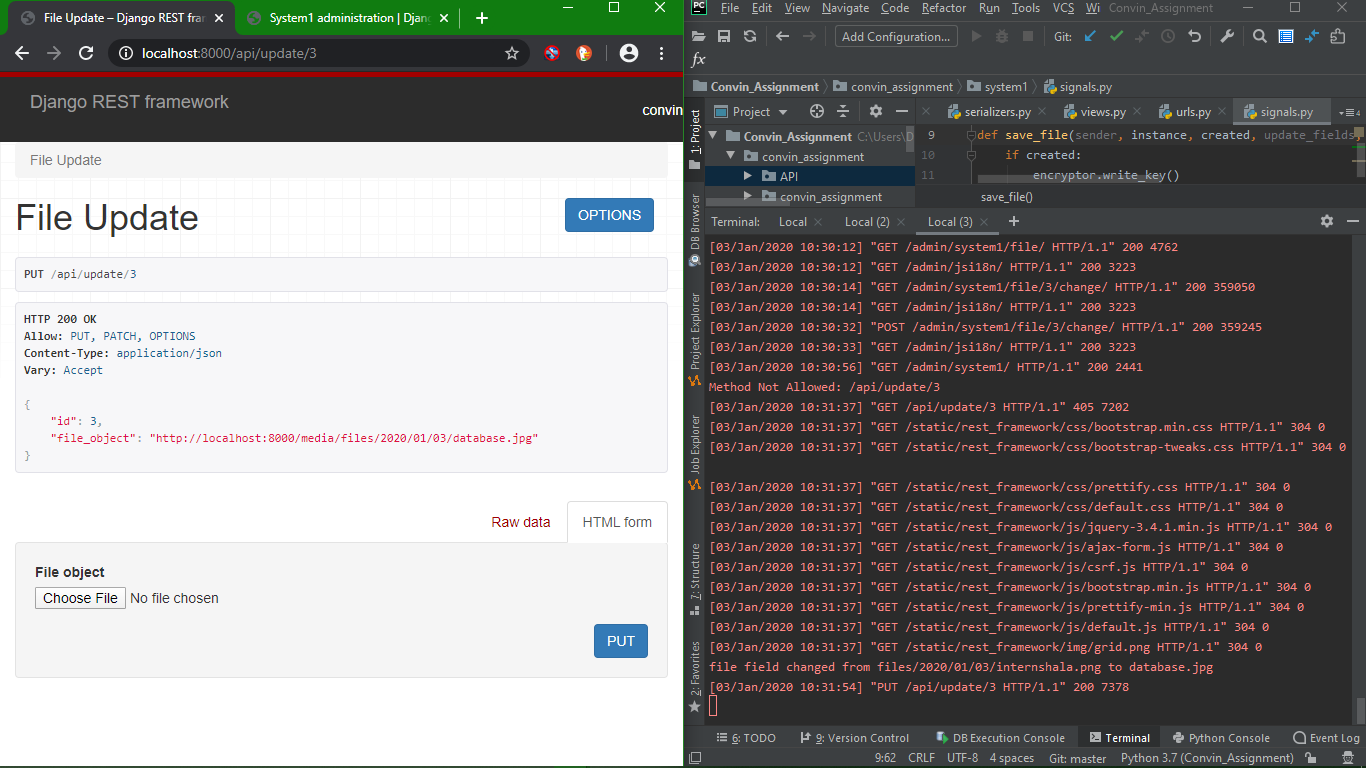 File Update – Django REST fran
System1 administration | Djang
localhost:8000/api/update/3
Django REST framework
convin
File Update
File Update
OPTIONS
PUT /api/update/3
HTTP 200 OK
Allow: PUT, PATCH, OPTIONS
Content-Type: application/json
Vary: Accept
{
"id": 3,
"file_object": "http://localhost:8000/media/files/2020/01/03/database.jpg"
}
Raw data
HTML form
File object
Choose File No file chosen
PUT
PC File Edit View Navigate Code Refactor Run Tools VCS Wi Convin_Assignment
Add Configuration...
Git:
fx
Convin_Assignment convin_assignment system1 signals.py
Project
serializers.py views.py urls.py signals.py
4
Convin_Assignment C:\Users\D
convin_assignment
API
convin_assignment
9 def save_file(sender, instance, created, update_fields,
10 if created:
11 encryptor.write_key()
save_file()
1: Project
DB Browser
Project Explorer
Job Explorer
7: Structure
2: Favorites
Terminal: Local Local (2) Local (3)
[03/Jan/2020 10:30:12] "GET /admin/system1/file/ HTTP/1.1" 200 4762
[03/Jan/2020 10:30:12] "GET /admin/jsi18n/ HTTP/1.1" 200 3223
[03/Jan/2020 10:30:14] "GET /admin/system1/file/3/change/ HTTP/1.1" 200 359050
[03/Jan/2020 10:30:14] "GET /admin/jsi18n/ HTTP/1.1" 200 3223
[03/Jan/2020 10:30:32] "POST /admin/system1/file/3/change/ HTTP/1.1" 200 359245
[03/Jan/2020 10:30:33] "GET /admin/jsi18n/ HTTP/1.1" 200 3223
[03/Jan/2020 10:30:56] "GET /admin/system1/ HTTP/1.1" 200 2441
Method Not Allowed: /api/update/3
[03/Jan/2020 10:31:37] "GET /api/update/3 HTTP/1.1" 405 7202
[03/Jan/2020 10:31:37] "GET /static/rest_framework/css/bootstrap.min.css HTTP/1.1" 304 0
[03/Jan/2020 10:31:37] "GET /static/rest_framework/css/bootstrap-tweaks.css HTTP/1.1" 304 0
[03/Jan/2020 10:31:37] "GET /static/rest_framework/css/prettify.css HTTP/1.1" 304 0
[03/Jan/2020 10:31:37] "GET /static/rest_framework/css/default.css HTTP/1.1" 304 0
[03/Jan/2020 10:31:37] "GET /static/rest_framework/js/jquery-3.4.1.min.js HTTP/1.1" 304 0
[03/Jan/2020 10:31:37] "GET /static/rest_framework/js/ajax-form.js HTTP/1.1" 304 0
[03/Jan/2020 10:31:37] "GET /static/rest_framework/js/csrf.js HTTP/1.1" 304 0
[03/Jan/2020 10:31:37] "GET /static/rest_framework/js/bootstrap.min.js HTTP/1.1" 304 0
[03/Jan/2020 10:31:37] "GET /static/rest_framework/js/prettify-min.js HTTP/1.1" 304 0
[03/Jan/2020 10:31:37] "GET /static/rest_framework/js/default.js HTTP/1.1" 304 0
[03/Jan/2020 10:31:37] "GET /static/rest_framework/img/grid.png HTTP/1.1" 304 0
file field changed from files/2020/01/03/internshala.png to database.jpg
[03/Jan/2020 10:31:54] "PUT /api/update/3 HTTP/1.1" 200 7378
6: TODO 9: Version Control DB Execution Console Terminal Python Console Event Log
9:62 CRLF UTF-8 4 spaces Git: master Python 3.7 (Convin_Assignment)